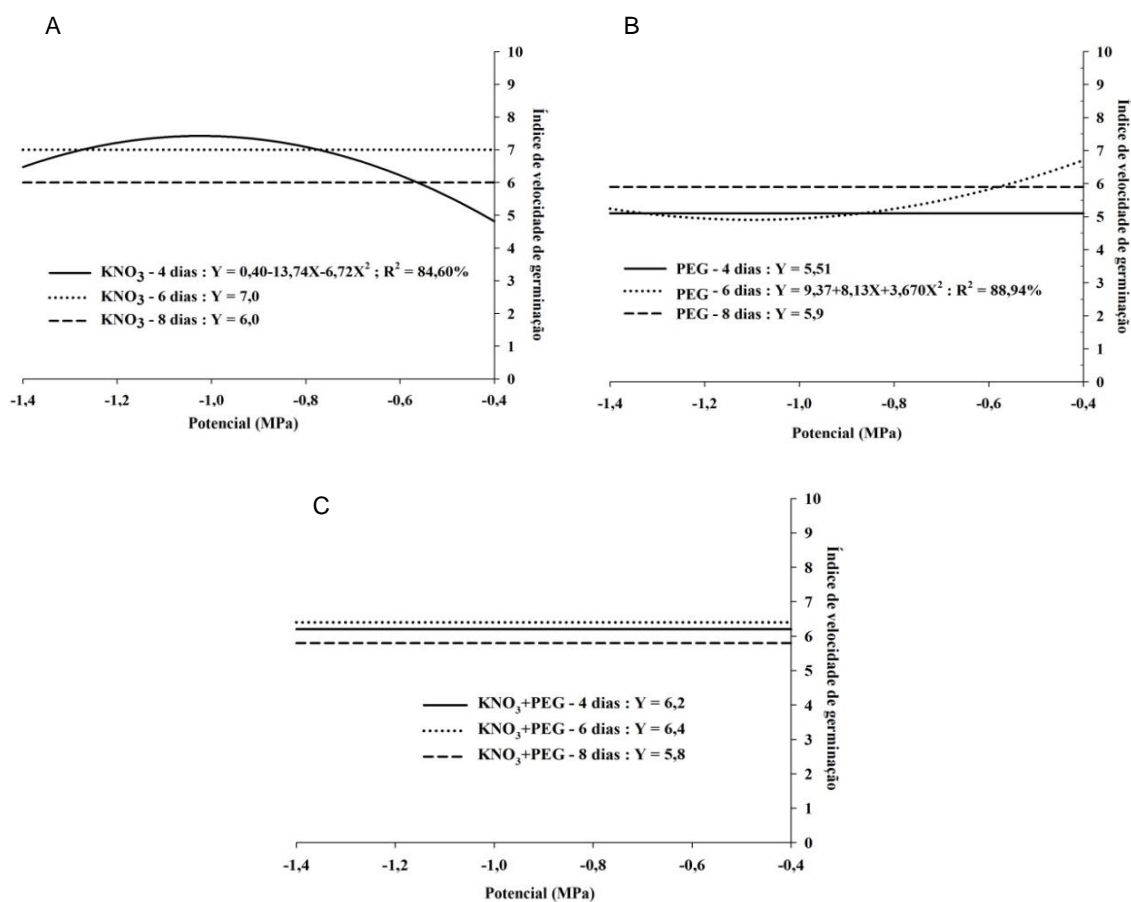 A
10
9
8
7
6
5
4
3
2
1
0
Índice de velocidade de germinação
KNO3 - 4 dias : Y = 0,40-13,74X-6,72X² ; R² = 84,60%
KNO3 - 6 dias : Y = 7,0
KNO3 - 8 dias : Y = 6,0
-1,4 -1,2 -1,0 -0,8 -0,6 -0,4
Potencial (MPa)
B
10
9
8
7
6
5
4
3
2
1
0
Índice de velocidade de germinação
PEG - 4 dias : Y = 5,51
PEG - 6 dias : Y = 9,37+8,13X+3,670X² : R² = 88,94%
PEG - 8 dias : Y = 5,9
-1,4 -1,2 -1,0 -0,8 -0,6 -0,4
Potencial (MPa)
C
10
9
8
7
6
5
4
3
2
1
0
Índice de velocidade de germinação
KNO3+PEG - 4 dias : Y = 6,2
KNO3+PEG - 6 dias : Y = 6,4
KNO3+PEG - 8 dias : Y = 5,8
-1,4 -1,2 -1,0 -0,8 -0,6 -0,4
Potencial (MPa)